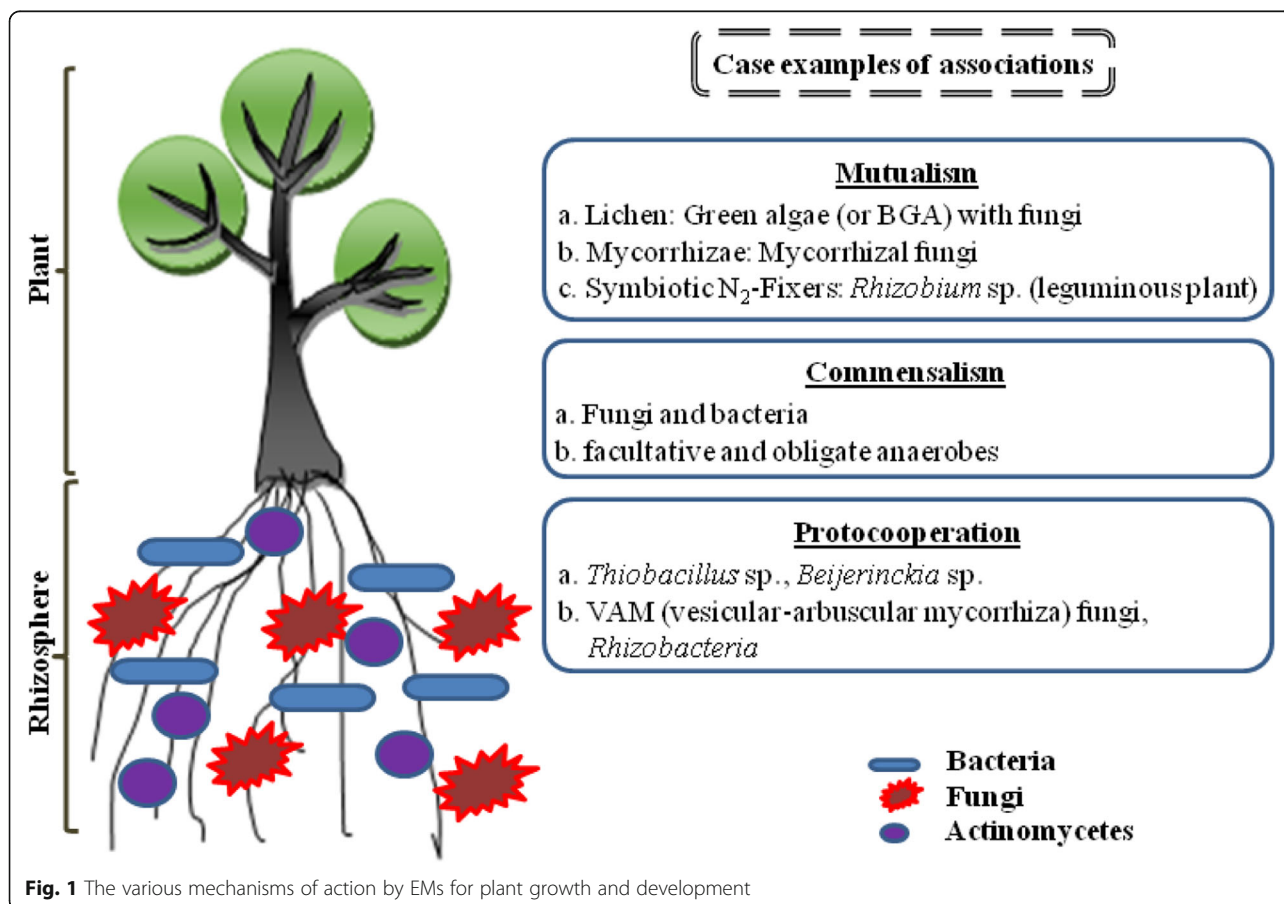 Case examples of associations
Plant
Rhizosphere
Mutualism
a. Lichen: Green algae (or BGA) with fungi
b. Mycorrhizae: Mycorrhizal fungi
c. Symbiotic N₂-Fixers: Rhizobium sp. (leguminous plant)
Commensalism
a. Fungi and bacteria
b. facultative and obligate anaerobes
Protocooperation
a. Thiobacillus sp., Beijerinckia sp.
b. VAM (vesicular-arbuscular mycorrhiza) fungi,
Rhizobacteria
Bacteria
Fungi
Actinomycetes
Fig. 1 The various mechanisms of action by EMs for plant growth and development